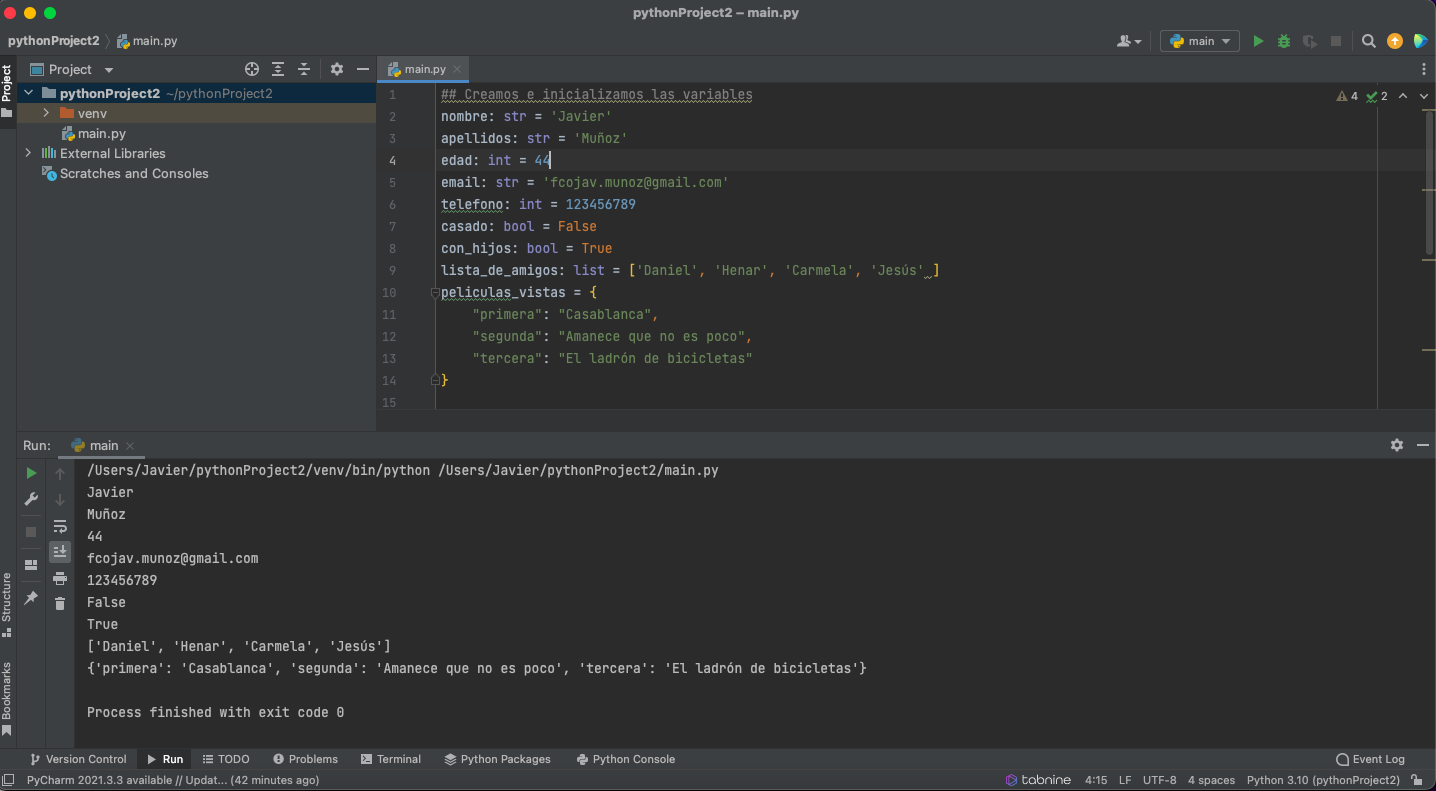 pythonProject2 – main.py
pythonProject2 main.py
main
Project
Project
main.py
pythonProject2 ~/pythonProject2
venv
main.py
External Libraries
Scratches and Consoles
4 2
1 ## Creamos e inicializamos las variables
2 nombre: str = 'Javier'
3 apellidos: str = 'Muñoz'
4 edad: int = 44
5 email: str = 'fcojav.munoz@gmail.com'
6 telefono: int = 123456789
7 casado: bool = False
8 con_hijos: bool = True
9 lista_de_amigos: list = ['Daniel', 'Henar', 'Carmela', 'Jesús' ]
10 peliculas_vistas = {
11 "primera": "Casablanca",
12 "segunda": "Amanece que no es poco",
13 "tercera": "El ladrón de bicicletas"
14 }
15
Run: main
/Users/Javier/pythonProject2/venv/bin/python /Users/Javier/pythonProject2/main.py
Javier
Muñoz
44
fcojav.munoz@gmail.com
123456789
False
True
['Daniel', 'Henar', 'Carmela', 'Jesús']
{'primera': 'Casablanca', 'segunda': 'Amanece que no es poco', 'tercera': 'El ladrón de bicicletas'}
Process finished with exit code 0
Structure
Bookmarks
Version Control Run TODO Problems Terminal Python Packages Python Console Event Log
PyCharm 2021.3.3 available // Updat... (42 minutes ago) tabnine 4:15 LF UTF-8 4 spaces Python 3.10 (pythonProject2)